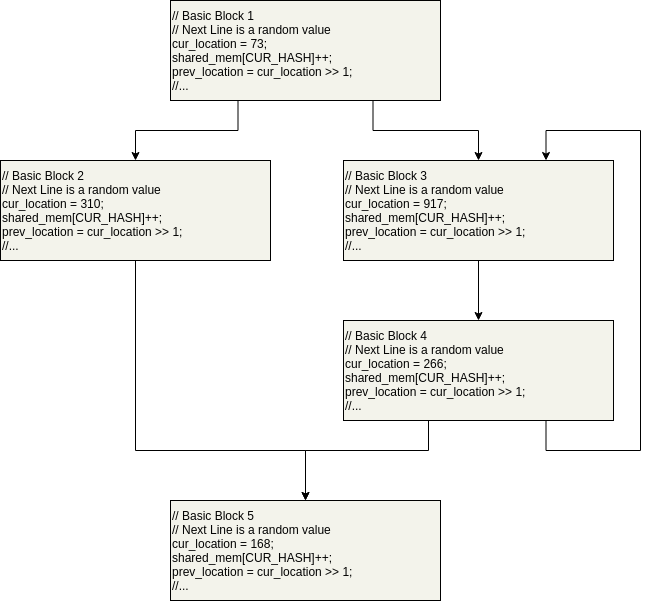 // Basic Block 1
// Next Line is a random value
cur_location = 73;
shared_mem[CUR_HASH]++;
prev_location = cur_location >> 1;
//...
// Basic Block 2
// Next Line is a random value
cur_location = 310;
shared_mem[CUR_HASH]++;
prev_location = cur_location >> 1;
//...
// Basic Block 3
// Next Line is a random value
cur_location = 917;
shared_mem[CUR_HASH]++;
prev_location = cur_location >> 1;
//...
// Basic Block 4
// Next Line is a random value
cur_location = 266;
shared_mem[CUR_HASH]++;
prev_location = cur_location >> 1;
//...
// Basic Block 5
// Next Line is a random value
cur_location = 168;
shared_mem[CUR_HASH]++;
prev_location = cur_location >> 1;
//...